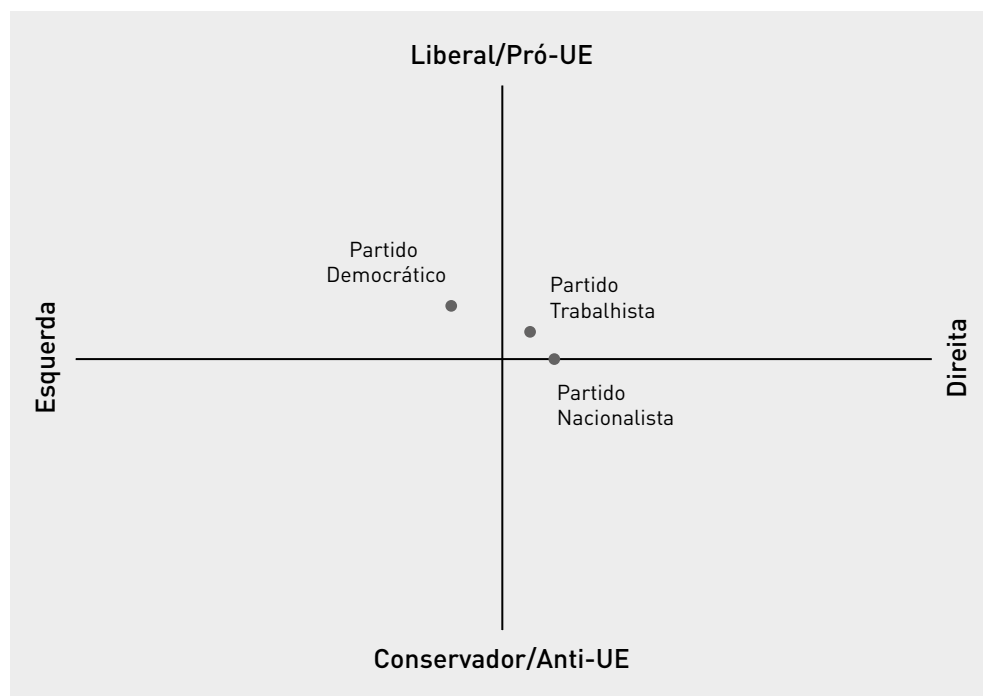 Liberal/Pró-UE
Partido
Democrático
Partido
Trabalhista
Esquerda
Direita
Partido
Nacionalista
Conservador/Anti-UE